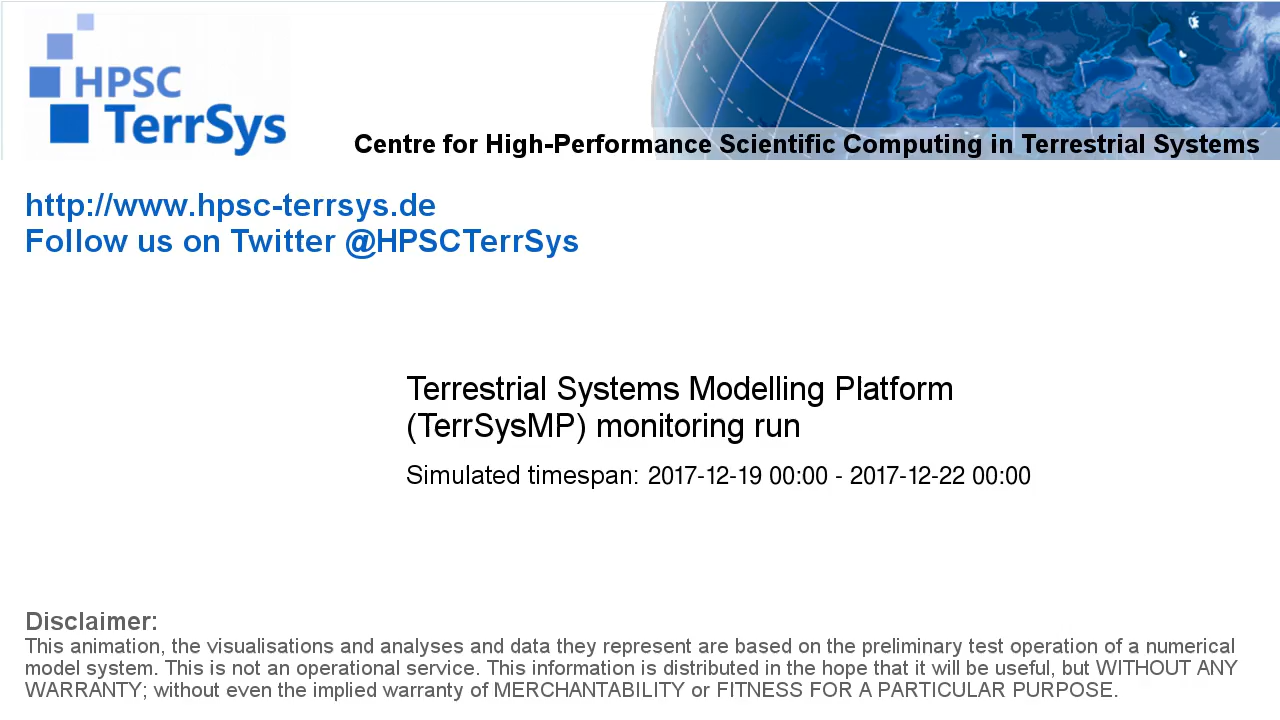 HPSC
TerrSys
Centre for High-Performance Scientific Computing in Terrestrial Systems
http://www.hpsc-terrsys.de
Follow us on Twitter @HPSCTerrSys
Terrestrial Systems Modelling Platform
(TerrSysMP) monitoring run
Simulated timespan: 2017-12-19 00:00 - 2017-12-22 00:00
Disclaimer:
This animation, the visualisations and analyses and data they represent are based on the preliminary test operation of a numerical
model system. This is not an operational service. This information is distributed in the hope that it will be useful, but WITHOUT ANY
WARRANTY; without even the implied warranty of MERCHANTABILITY or FITNESS FOR A PARTICULAR PURPOSE.